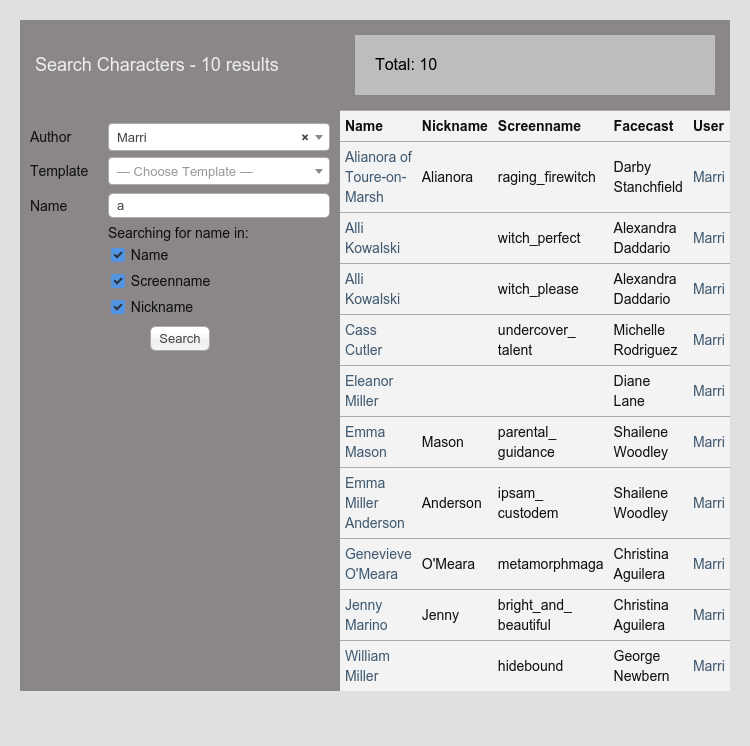 Search Characters - 10 results
Total: 10
Author
Marri
× 
Template
— Choose Template —
Name
a
Searching for name in:
Name
Screenname
Nickname
Search
Name Nickname Screenname Facecast User
Alianora of
Toure-on-
Marsh
Alianora
raging_firewitch
Darby
Stanchfield
Marri
Alli
Kowalski
witch_perfect
Alexandra
Daddario
Marri
Alli
Kowalski
witch_please
Alexandra
Daddario
Marri
Cass
Cutler
undercover_
talent
Michelle
Rodriguez
Marri
Eleanor
Miller
Diane
Lane
Marri
Emma
Mason
Mason
parental_
guidance
Shailene
Woodley
Marri
Emma
Miller
Anderson
Anderson
ipsam_
custodem
Shailene
Woodley
Marri
Genevieve
O'Meara
O'Meara
metamorphmaga
Christina
Aguilera
Marri
Jenny
Marino
Jenny
bright_and_
beautiful
Christina
Aguilera
Marri
William
Miller
hidebound
George
Newbern
Marri